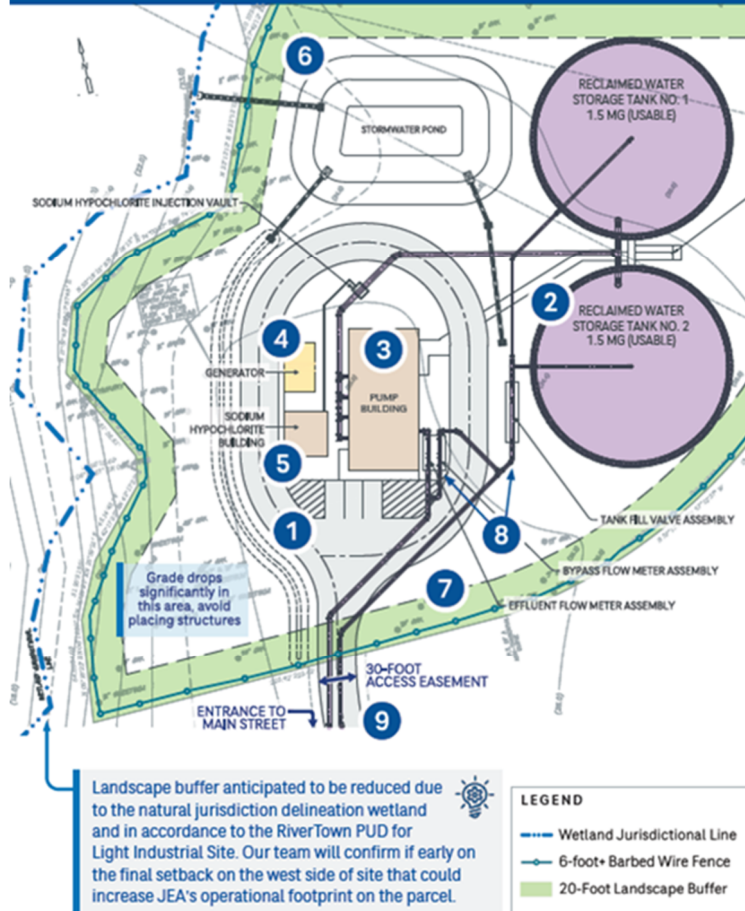 6
RECLAIMED WATER
STORAGE TANK NO. 1
1.5 MG (USABLE)
STORMWATER POND
SODIUM HYPOCHLORITE INJECTION VAULT
2
RECLAIMED WATER
STORAGE TANK NO. 2
1.5 MG (USABLE)
4
3
GENERATOR
PUMP
BUILDING
SODIUM
HYPOCHLORITE
BUILDING
5
1
8
TANK FILL VALVE ASSEMBLY
BYPASS FLOW METER ASSEMBLY
7
EFFLUENT FLOW METER ASSEMBLY
Grade drops
significantly in
this area, avoid
placing structures
30-FOOT
ACCESS EASEMENT
ENTRANCE TO
MAIN STREET
9
Landscape buffer anticipated to be reduced due
to the natural jurisdiction delineation wetland
and in accordance to the RiverTown PUD for
Light Industrial Site. Our team will confirm if early on
the final setback on the west side of site that could
increase JEA's operational footprint on the parcel.
LEGEND
Wetland Jurisdictional Line
6-foot+ Barbed Wire Fence
20-Foot Landscape Buffer